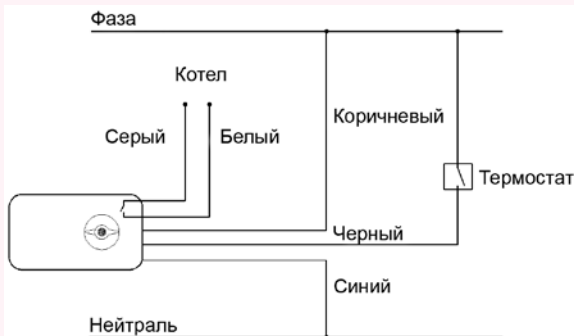 Фаза
Котел
Серый
Белый
Коричневый
Термостат
Черный
Синий
Нейтраль